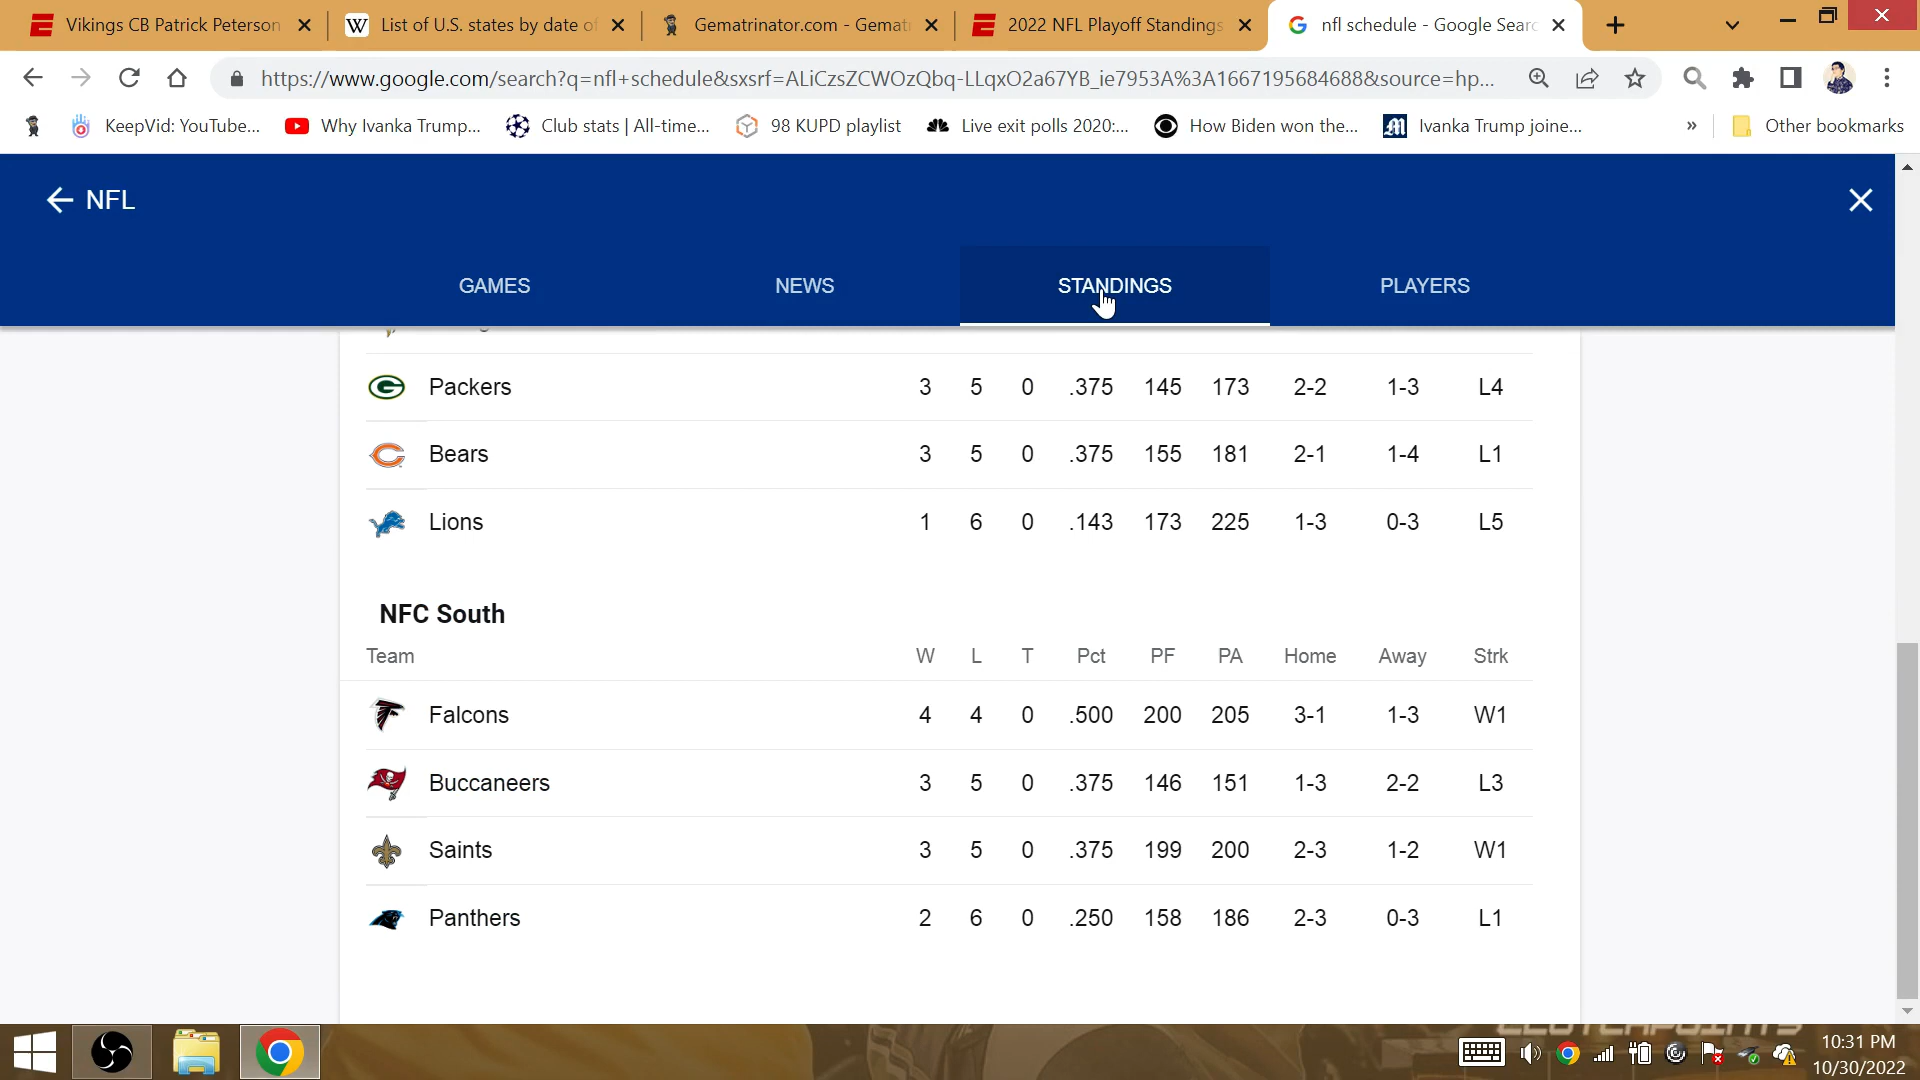 Vikings CB Patrick Peterson
List of U.S. states by date of
Gematrinator.com - Gemat
2022 NFL Playoff Standings
nfl schedule - Google Searc
https://www.google.com/search?q=nfl+schedule&sxsrf=ALiCzsZCWOzQbq-LLqxO2a67YB_ie7953A%3A1667195684688&source=hp...
KeepVid: YouTube...
Why Ivanka Trump...
Club stats | All-time...
98 KUPD playlist
Live exit polls 2020:...
How Biden won the...
Ivanka Trump joine...
»
Other bookmarks
NFL
GAMES NEWS STANDINGS PLAYERS
Packers 3 5 0 .375 145 173 2-2 1-3 L4
Bears 3 5 0 .375 155 181 2-1 1-4 L1
Lions 1 6 0 .143 173 225 1-3 0-3 L5
NFC South
Team W L T Pct PF PA Home Away Strk
Falcons 4 4 0 .500 200 205 3-1 1-3 W1
Buccaneers 3 5 0 .375 146 151 1-3 2-2 L3
Saints 3 5 0 .375 199 200 2-3 1-2 W1
Panthers 2 6 0 .250 158 186 2-3 0-3 L1
CLUTCHPOINTS
10:31 PM
10/30/2022